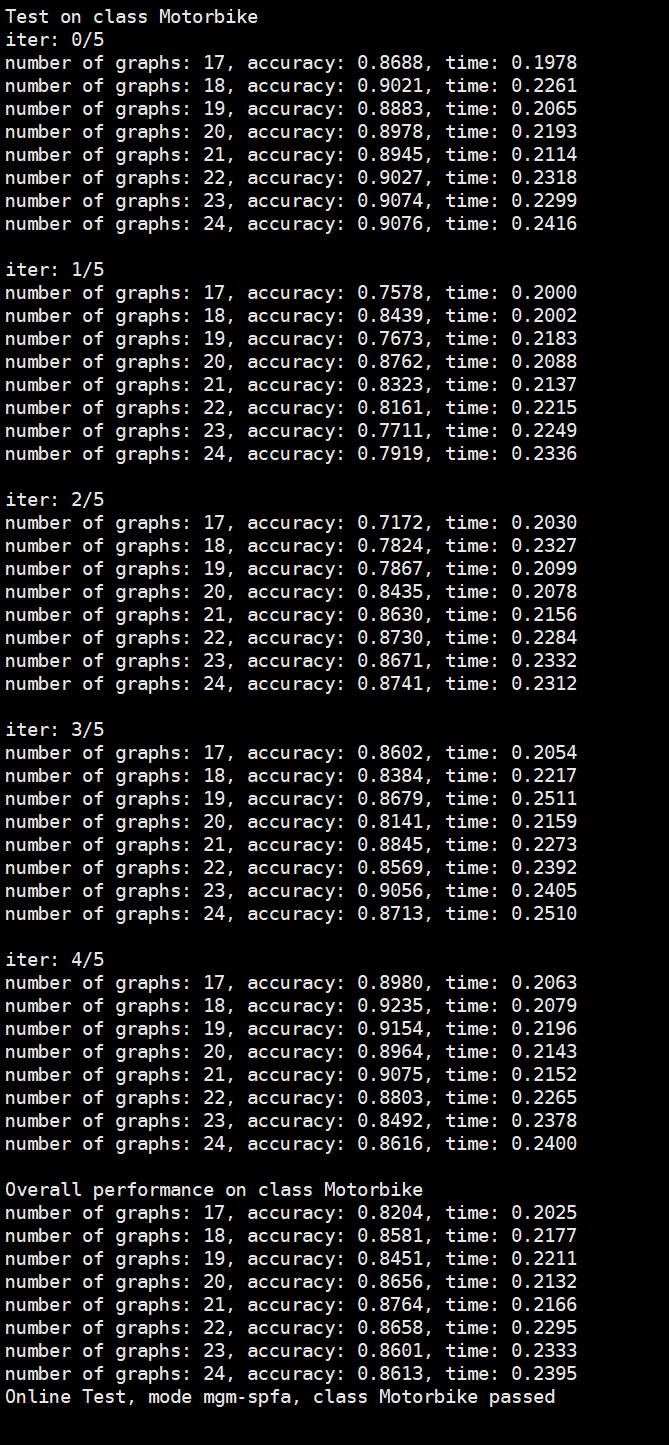 Test on class Motorbike
iter: 0/5
number of graphs: 17, accuracy: 0.8688, time: 0.1978
number of graphs: 18, accuracy: 0.9021, time: 0.2261
number of graphs: 19, accuracy: 0.8883, time: 0.2065
number of graphs: 20, accuracy: 0.8978, time: 0.2193
number of graphs: 21, accuracy: 0.8945, time: 0.2114
number of graphs: 22, accuracy: 0.9027, time: 0.2318
number of graphs: 23, accuracy: 0.9074, time: 0.2299
number of graphs: 24, accuracy: 0.9076, time: 0.2416
iter: 1/5
number of graphs: 17, accuracy: 0.7578, time: 0.2000
number of graphs: 18, accuracy: 0.8439, time: 0.2002
number of graphs: 19, accuracy: 0.7673, time: 0.2183
number of graphs: 20, accuracy: 0.8762, time: 0.2088
number of graphs: 21, accuracy: 0.8323, time: 0.2137
number of graphs: 22, accuracy: 0.8161, time: 0.2215
number of graphs: 23, accuracy: 0.7711, time: 0.2249
number of graphs: 24, accuracy: 0.7919, time: 0.2336
iter: 2/5
number of graphs: 17, accuracy: 0.7172, time: 0.2030
number of graphs: 18, accuracy: 0.7824, time: 0.2327
number of graphs: 19, accuracy: 0.7867, time: 0.2099
number of graphs: 20, accuracy: 0.8435, time: 0.2078
number of graphs: 21, accuracy: 0.8630, time: 0.2156
number of graphs: 22, accuracy: 0.8730, time: 0.2284
number of graphs: 23, accuracy: 0.8671, time: 0.2332
number of graphs: 24, accuracy: 0.8741, time: 0.2312
iter: 3/5
number of graphs: 17, accuracy: 0.8602, time: 0.2054
number of graphs: 18, accuracy: 0.8384, time: 0.2217
number of graphs: 19, accuracy: 0.8679, time: 0.2511
number of graphs: 20, accuracy: 0.8141, time: 0.2159
number of graphs: 21, accuracy: 0.8845, time: 0.2273
number of graphs: 22, accuracy: 0.8569, time: 0.2392
number of graphs: 23, accuracy: 0.9056, time: 0.2405
number of graphs: 24, accuracy: 0.8713, time: 0.2510
iter: 4/5
number of graphs: 17, accuracy: 0.8980, time: 0.2063
number of graphs: 18, accuracy: 0.9235, time: 0.2079
number of graphs: 19, accuracy: 0.9154, time: 0.2196
number of graphs: 20, accuracy: 0.8964, time: 0.2143
number of graphs: 21, accuracy: 0.9075, time: 0.2152
number of graphs: 22, accuracy: 0.8803, time: 0.2265
number of graphs: 23, accuracy: 0.8492, time: 0.2378
number of graphs: 24, accuracy: 0.8616, time: 0.2400
Overall performance on class Motorbike
number of graphs: 17, accuracy: 0.8204, time: 0.2025
number of graphs: 18, accuracy: 0.8581, time: 0.2177
number of graphs: 19, accuracy: 0.8451, time: 0.2211
number of graphs: 20, accuracy: 0.8656, time: 0.2132
number of graphs: 21, accuracy: 0.8764, time: 0.2166
number of graphs: 22, accuracy: 0.8658, time: 0.2295
number of graphs: 23, accuracy: 0.8601, time: 0.2333
number of graphs: 24, accuracy: 0.8613, time: 0.2395
Online Test, mode mgm-spfa, class Motorbike passed